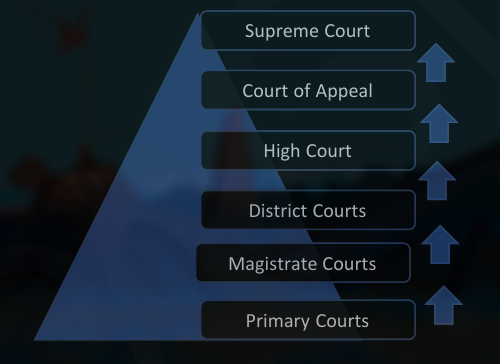 Supreme Court
Court of Appeal
High Court
District Courts
Magistrate Courts
Primary Courts